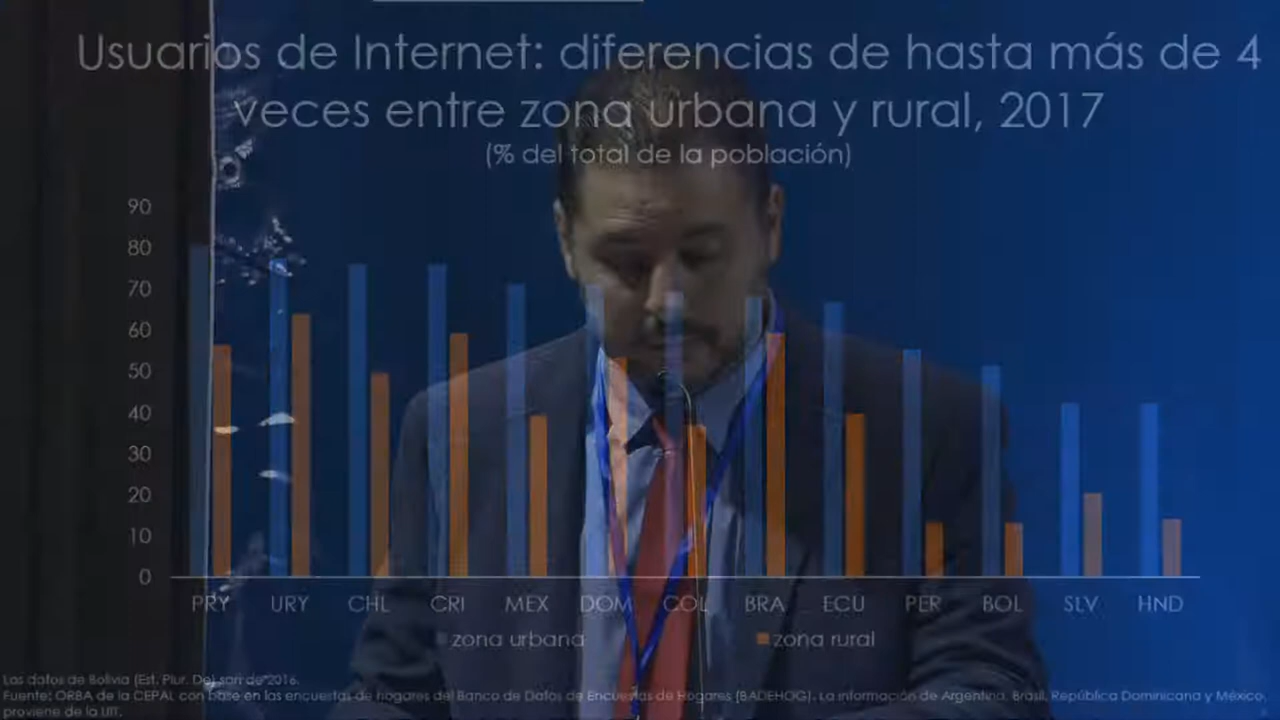 Usuarios de Internet: diferencias de hasta más de 4
veces entre zona urbana y rural, 2017
(% del total de la población)
90
80
70
60
50
40
30
20
10
0
PRY URY CHL CRI MEX DOM COL BRA ECU PER BOL SLV HND
zona urbana zona rural
Los datos de Bolivia (Est. Plur. De) son de 2016.
Fuente: ORBA de la CEPAL con base en las encuestas de hogares del Banco de Datos de Encuestas de Hogares (BADEHOG). La información de Argentina, Brasil, República Dominicana y México,
proviene de la UIT.